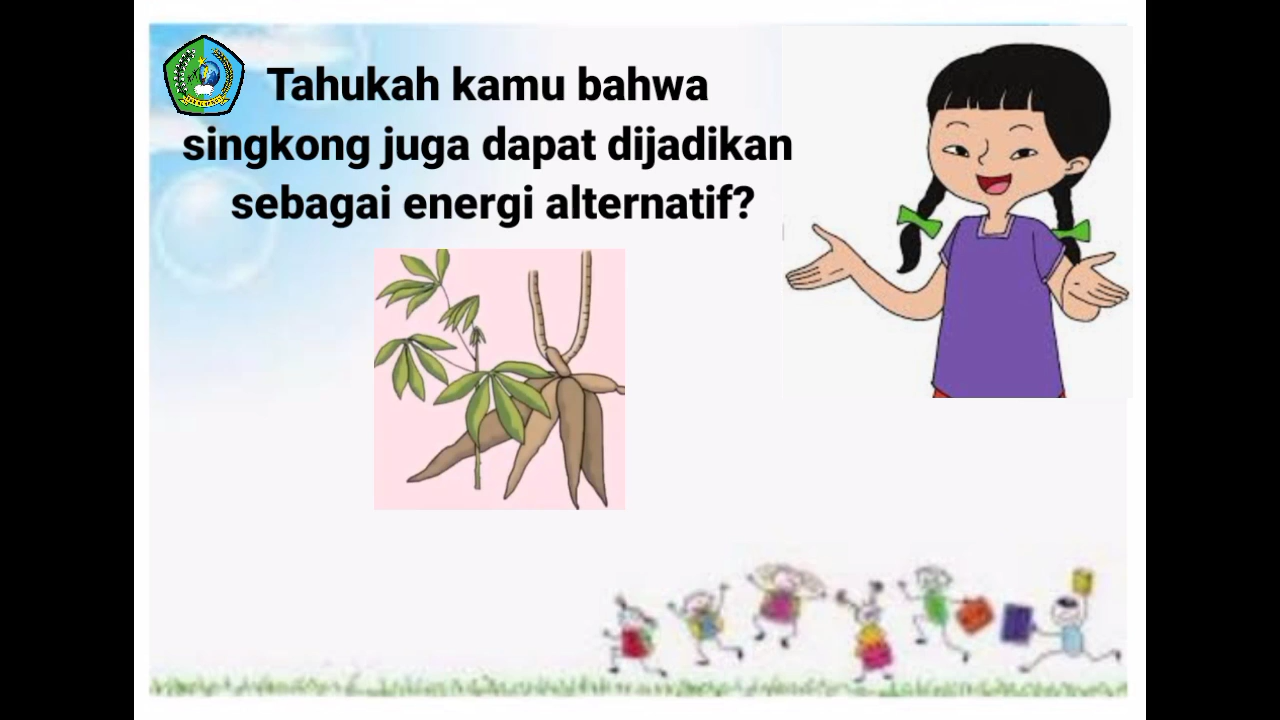 Tahukah kamu bahwa
singkong juga dapat dijadikan
sebagai energi alternatif?